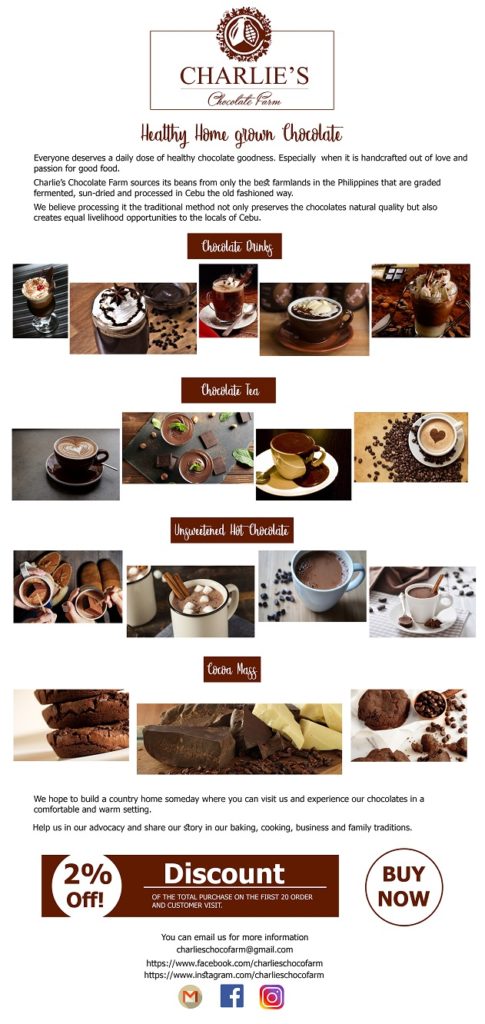 CHARLIE'S
Chocolate Farm
Healthy Home grown Chocolate
Everyone deserves a daily dose of healthy chocolate goodness. Especially when it is handcrafted out of love and
passion for good food.
Charlie's Chocolate Farm sources its beans from only the best farmlands in the Philippines that are graded
fermented, sun-dried and processed in Cebu the old fashioned way.
We believe processing it the traditional method not only preserves the chocolates natural quality but also
creates equal livelihood opportunities to the locals of Cebu.
Chocolate Drinks
Chocolate Tea
Unsweetened Hot Chocolate
Cocoa Mass
We hope to build a country home someday where you can visit us and experience our chocolates in a
comfortable and warm setting.
Help us in our advocacy and share our story in our baking, cooking, business and family traditions.
2%
Off!
Discount
OF THE TOTAL PURCHASE ON THE FIRST 20 ORDER
AND CUSTOMER VISIT.
BUY
NOW
You can email us for more information
charlieschocofarm@gmail.com
https://www.facebook.com/charlieschocofarm
https://www.instagram.com/charlieschocofarm